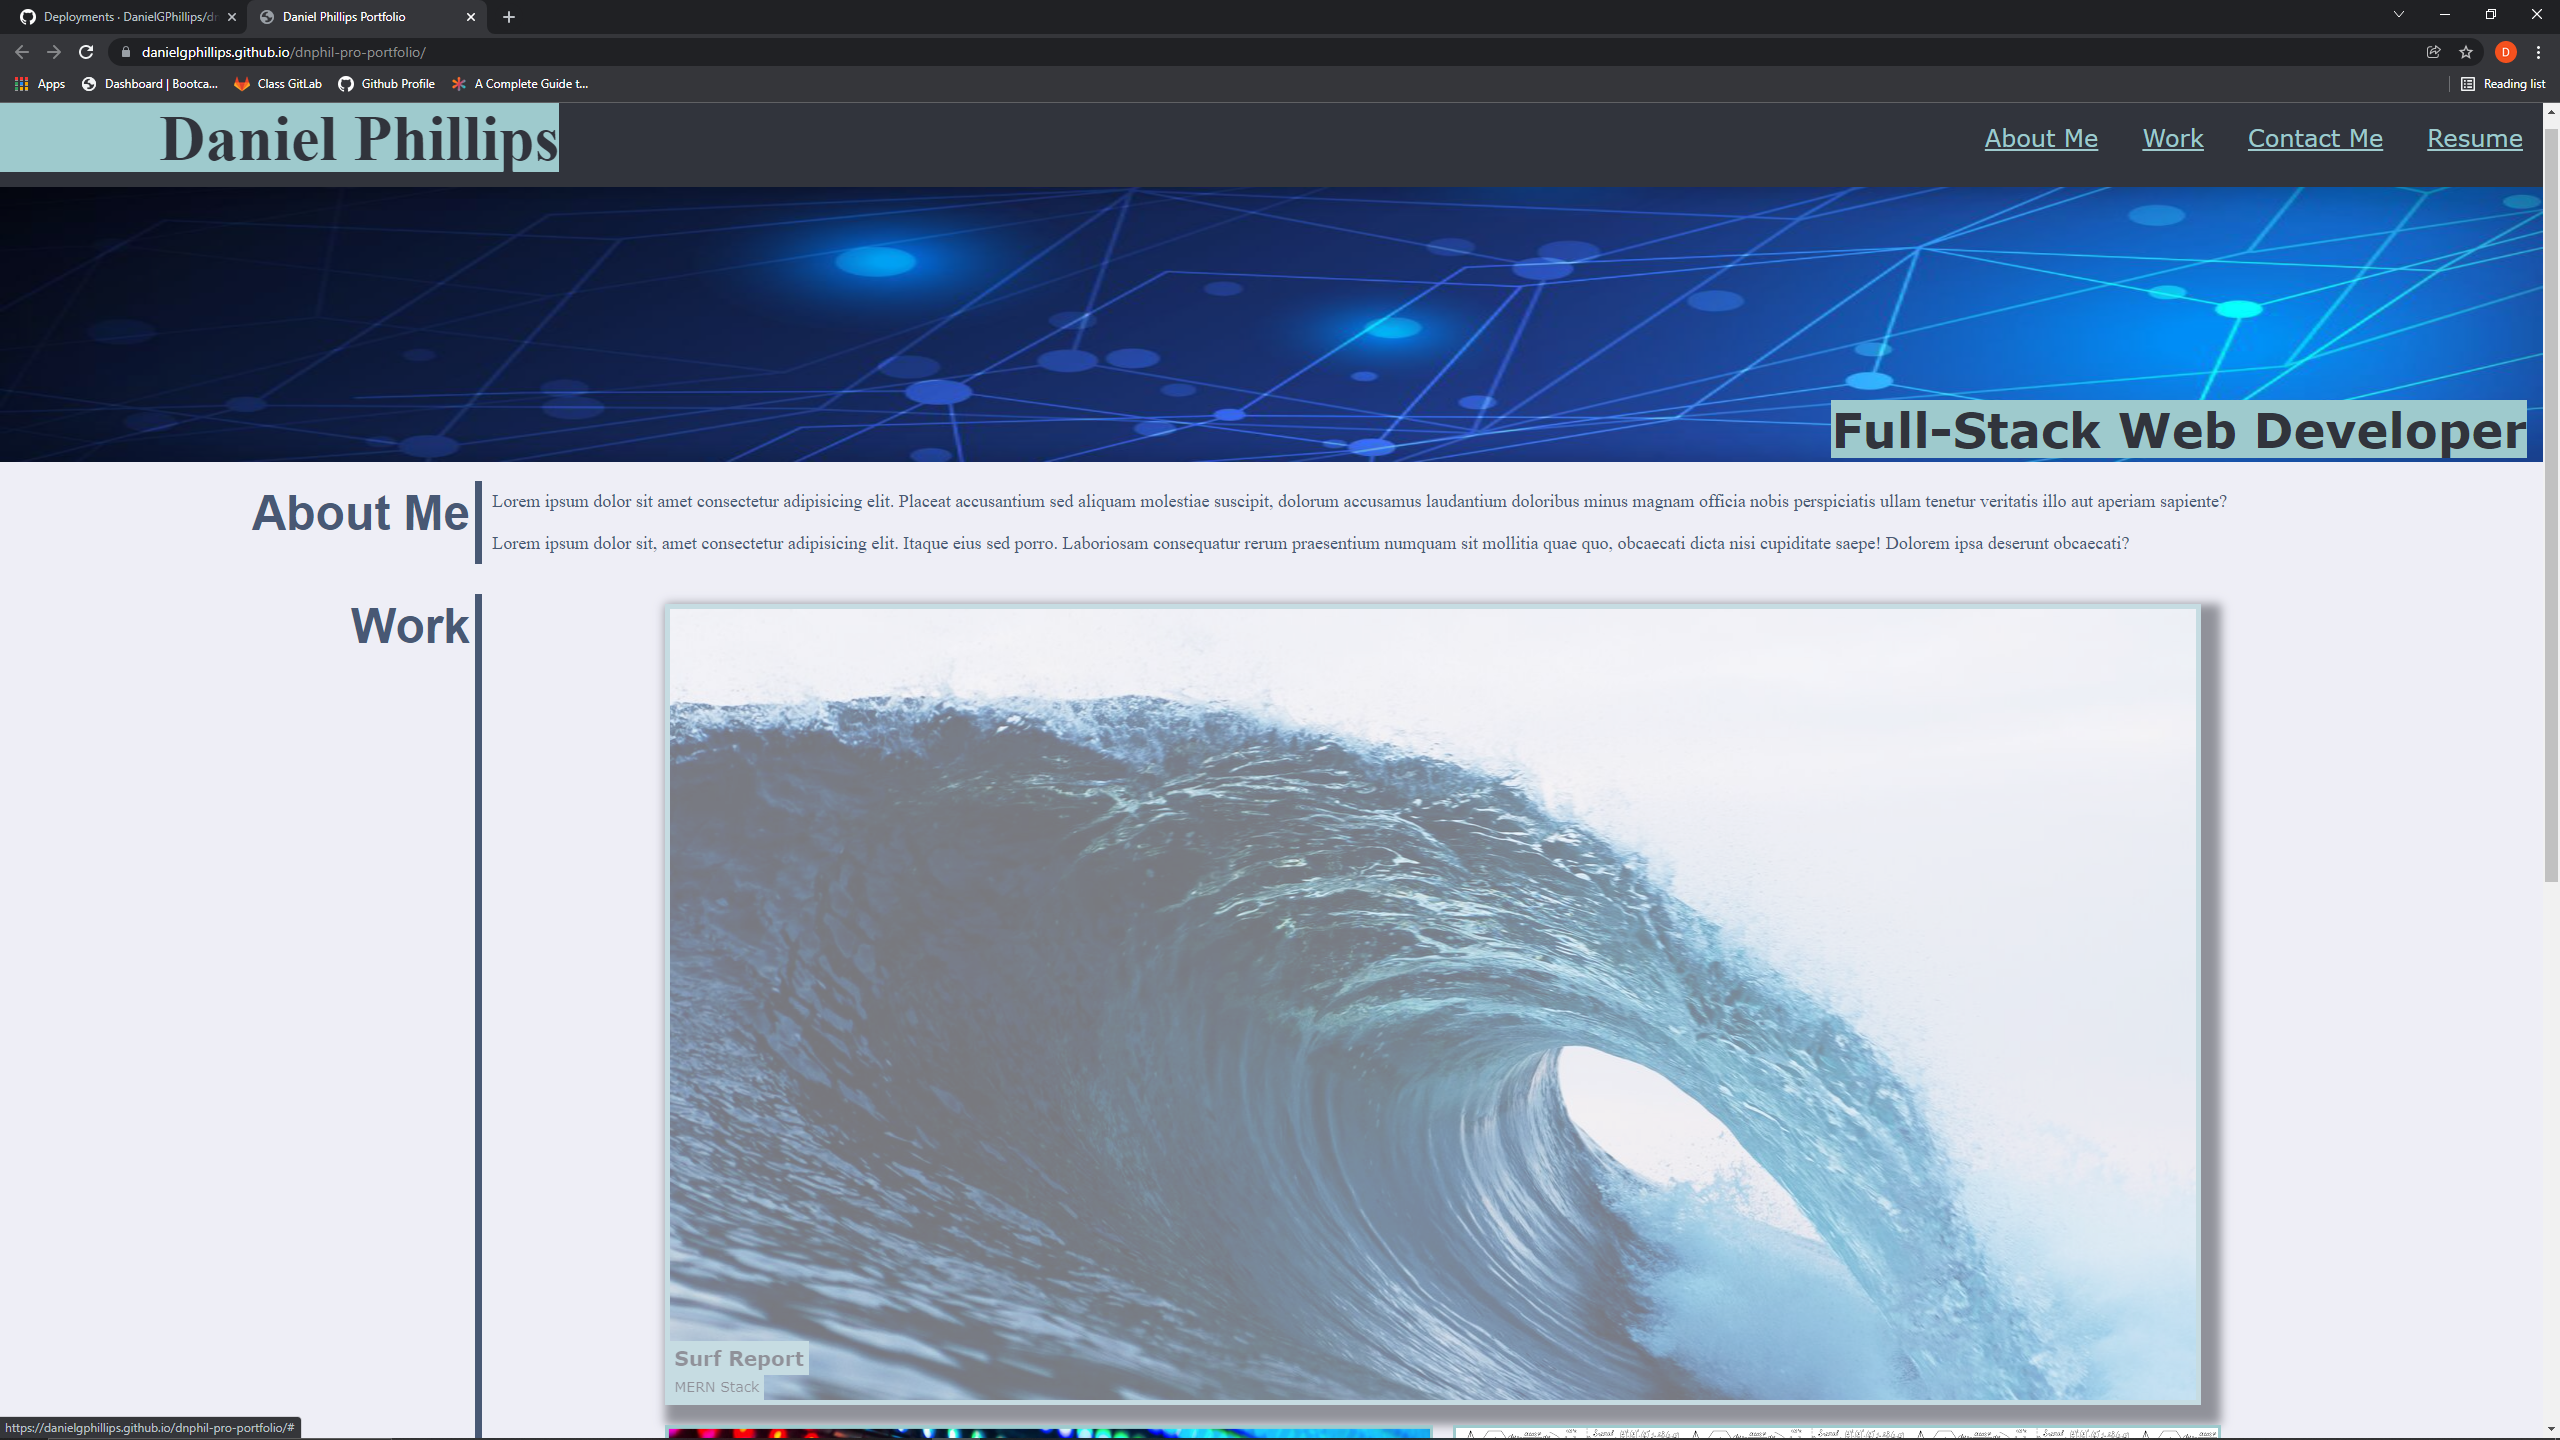 Deployments · DanielGPhillips/dn
Daniel Phillips Portfolio
danielgphillips.github.io/dnphil-pro-portfolio/
D
Apps
Dashboard | Bootca...
Class GitLab
Github Profile
A Complete Guide t...
Reading list
Daniel Phillips
About Me
Work
Contact Me
Resume
Full-Stack Web Developer
About Me
Lorem ipsum dolor sit amet consectetur adipisicing elit. Placeat accusantium sed aliquam molestiae suscipit, dolorum accusamus laudantium doloribus minus magnam officia nobis perspiciatis ullam tenetur veritatis illo aut aperiam sapiente?
Lorem ipsum dolor sit, amet consectetur adipisicing elit. Itaque eius sed porro. Laboriosam consequatur rerum praesentium numquam sit mollitia quae quo, obcaecati dicta nisi cupiditate saepe! Dolorem ipsa deserunt obcaecati?
Work
Surf Report
MERN Stack
https://danielgphillips.github.io/dnphil-pro-portfolio/#